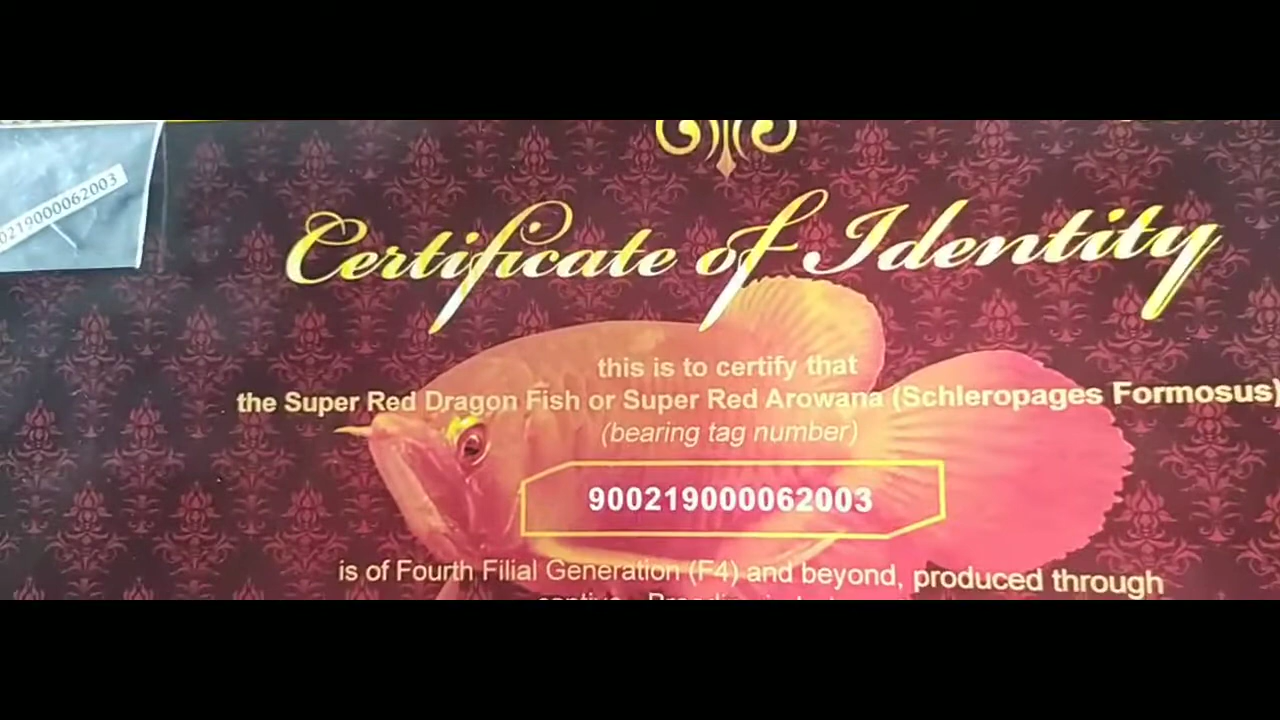 0219000062003
Certificate of Identity
this is to certify that
the Super Red Dragon Fish or Super Red Arowana (Schleropages Formosus)
(bearing tag number)
900219000062003
is of Fourth Filial Generation (F4) and beyond, produced through